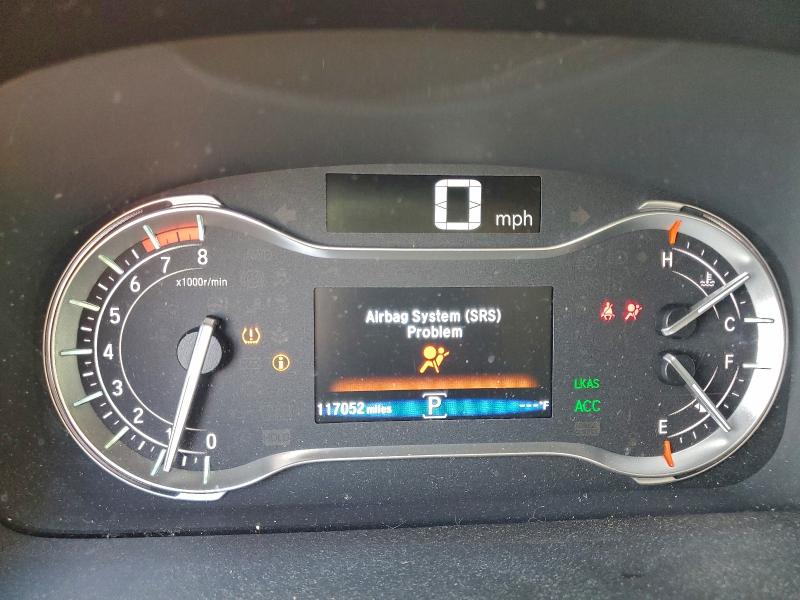 0 mph
8
7
6
5
4
3
2
1
0
x1000r/min
Airbag System (SRS)
Problem
117052 miles
P
---°F
LKAS
ACC
H
C
F
E